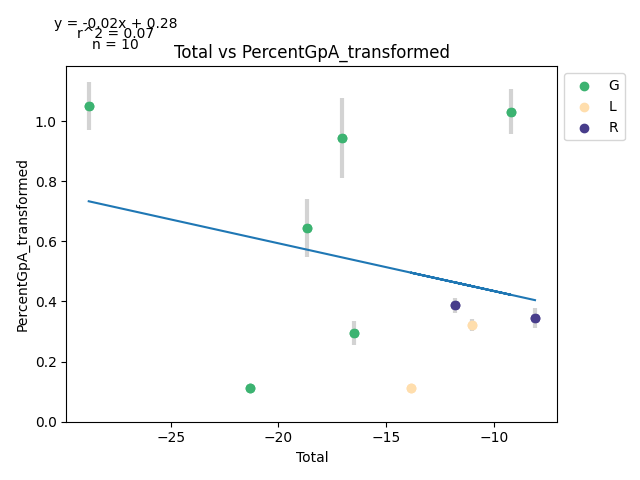 y = -0.02x + 0.28
r^2 = 0.07
n = 10
Total vs PercentGpA_transformed
G
L
R
1.0
0.8
0.6
0.4
0.2
0.0
PercentGpA_transformed
−25
−20
−15
−10
Total